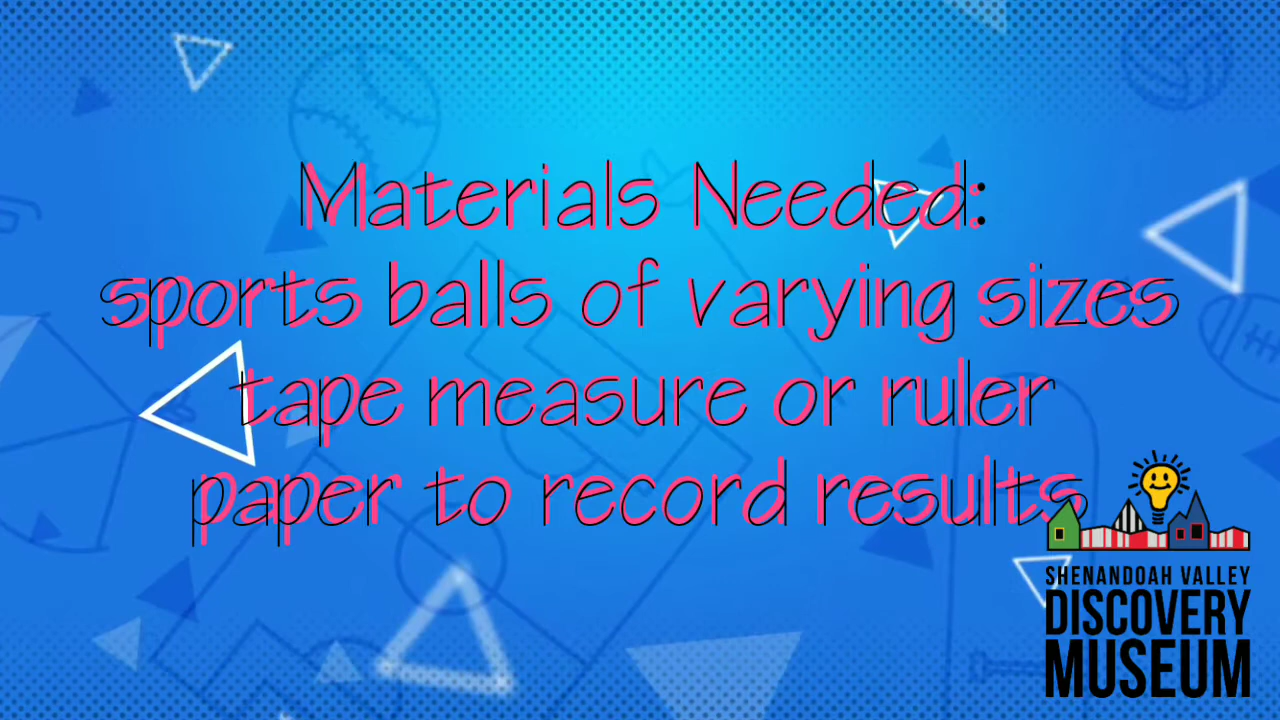 Materials Needed:
sports balls of varying sizes
tape measure or ruler
paper to record results
SHENANDOAH VALLEY
DISCOVERY
MUSEUM